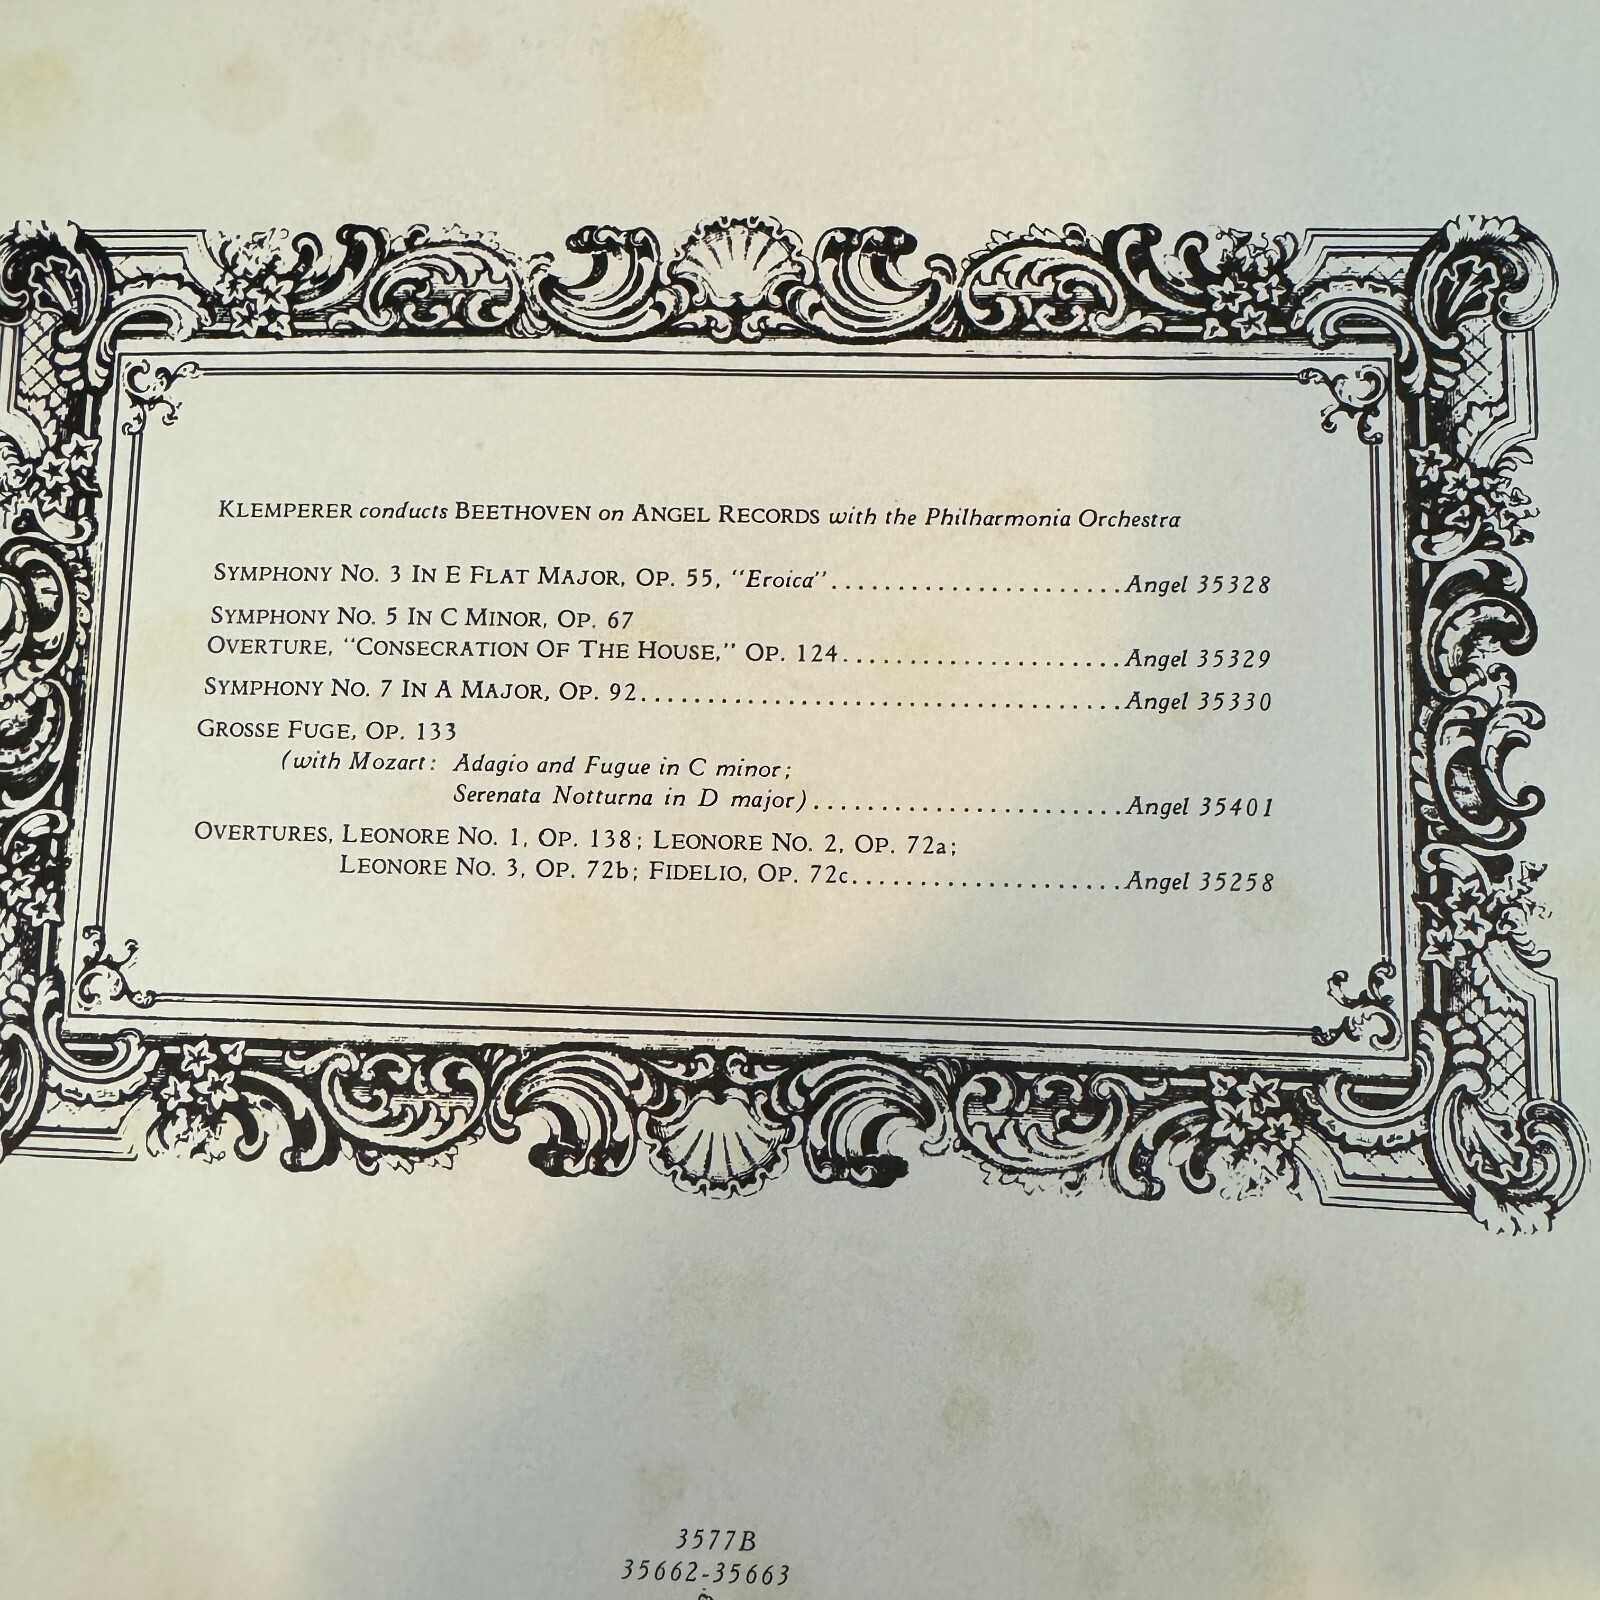 KLEMPERER conducts BEETHOVEN on ANGEL RECORDS with the Philharmonia Orchestra
SYMPHONY NO. 3 IN E FLAT MAJOR, OP. 55, "Eroica"......................Angel 35328
SYMPHONY NO. 5 IN C MINOR, OP. 67
OVERTURE, "CONSECRATION OF THE HOUSE," OP. 124.....................Angel 35329
SYMPHONY NO. 7 IN A MAJOR, OP. 92....................................Angel 35330
GROSSE FUGE, OP. 133
(with Mozart: Adagio and Fugue in C minor;
Serenata Notturna in D major).......................Angel 35401
OVERTURES, LEONORE NO. 1, OP. 138; LEONORE NO. 2, OP. 72a;
LEONORE NO. 3, OP. 72b; FIDELIO, OP. 72c....................Angel 35258
3577B
35662-35663